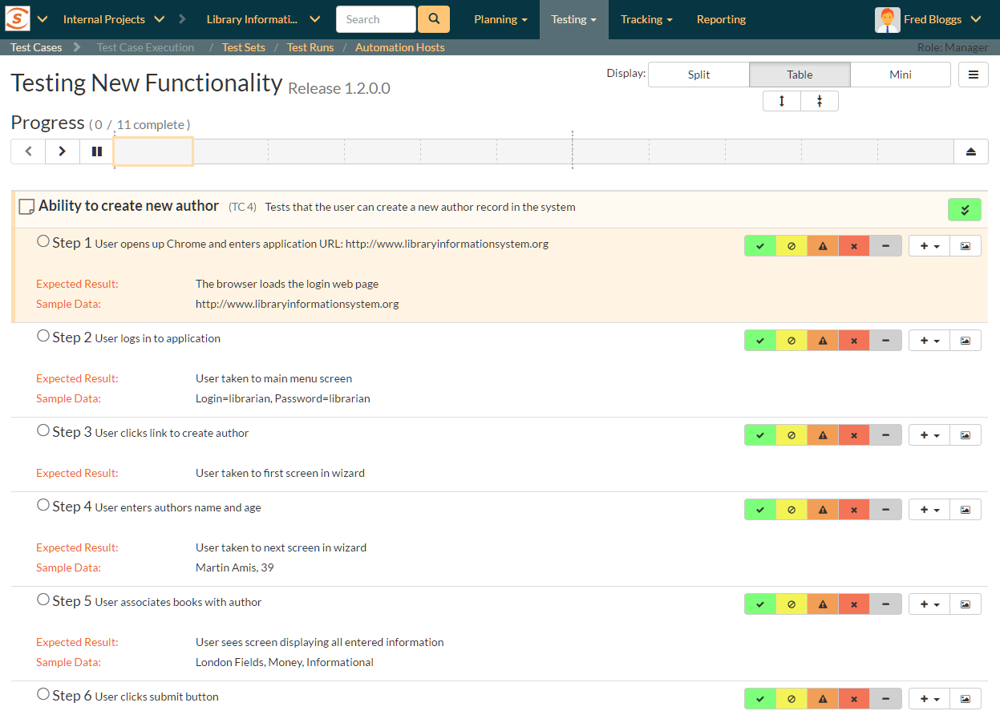 S Internal Projects Library Informati... Search Planning Testing Tracking Reporting Fred Bloggs
Test Cases Test Case Execution / Test Sets / Test Runs / Automation Hosts Role: Manager
Testing New Functionality Release 1.2.0.0 Display: Split Table Mini
Progress ( 0 / 11 complete )
Ability to create new author (TC 4) Tests that the user can create a new author record in the system
Step 1 User opens up Chrome and enters application URL: http://www.libraryinformationsystem.org
Expected Result: The browser loads the login web page
Sample Data: http://www.libraryinformationsystem.org
Step 2 User logs in to application
Expected Result: User taken to main menu screen
Sample Data: Login=librarian, Password=librarian
Step 3 User clicks link to create author
Expected Result: User taken to first screen in wizard
Step 4 User enters authors name and age
Expected Result: User taken to next screen in wizard
Sample Data: Martin Amis, 39
Step 5 User associates books with author
Expected Result: User sees screen displaying all entered information
Sample Data: London Fields, Money, Informational
Step 6 User clicks submit button